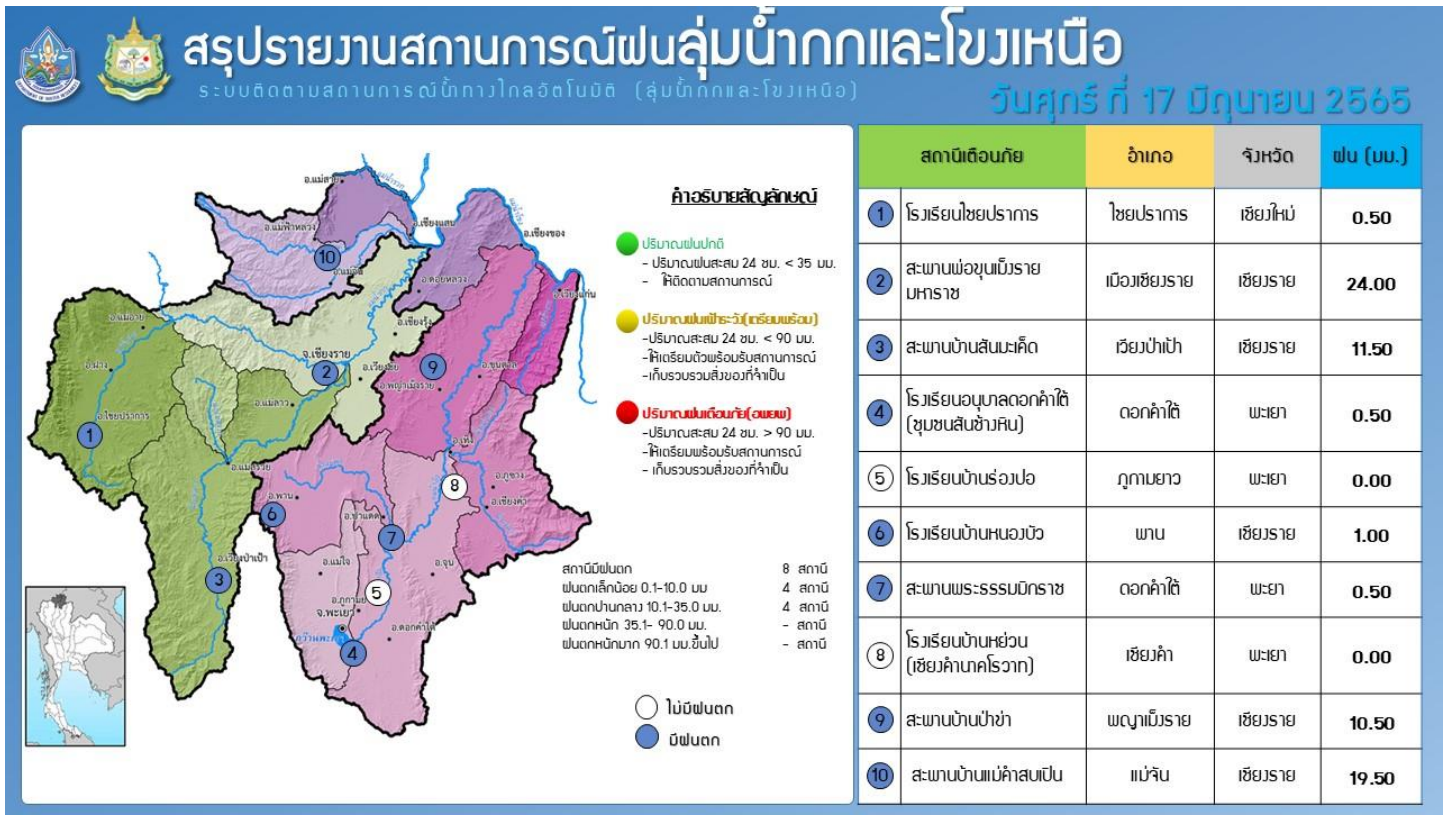 สรุปรายงานสถานการณ์ฝนลุ่มน้ำกกและโขงเหนือ
ระบบติดตามสถานการณ์น้ำทางไกลอัตโนมัติ (ลุ่มน้ำกกและโขงเหนือ)
วันศุกร์ ที่ 17 มิถุนายน 2565
อ.แม่สาย
อ.แม่ฟ้าหลวง
อ.เชียงแสน
อ.เชียงของ
10
อ.แม่จัน
อ.ดอยหลวง
อ.เวียงแก่น
อ.แม่อาย
อ.เชียงรุ้ง
จ.เชียงราย
อ.ฝาง
2
อ.เวียงชัย
9
อ.ขุนตาล
อ.พญาเม็งราย
อ.แม่ลาว
อ.ไชยปราการ
1
อ.เทิง
อ.แม่สรวย
8
อ.ภูซาง
อ.เชียงคำ
อ.พาน
6
อ.ป่าแดด
7
อ.เวียงป่าเป้า
3
อ.แม่ใจ
อ.จุน
5
อ.ภูกามยาว
จ.พะเยา
กว๊านพะเยา
อ.ดอกคำใต้
4
คำอธิบายสัญลักษณ์
ปริมาณฝนปกติ
- ปริมาณฝนสะสม 24 ชม. < 35 มม.
- ให้ติดตามสถานการณ์
ปริมาณฝนเฝ้าระวัง(เตรียมพร้อม)
-ปริมาณสะสม 24 ชม. < 90 มม.
-ให้เตรียมตัวพร้อมรับสถานการณ์
-เก็บรวบรวมสิ่งของที่จำเป็น
ปริมาณฝนเตือนภัย(อพยพ)
-ปริมาณสะสม 24 ชม. > 90 มม.
-ให้เตรียมพร้อมรับสถานการณ์
- เก็บรวบรวมสิ่งของที่จำเป็น
สถานีมีฝนตก 8 สถานี
ฝนตกเล็กน้อย 0.1-10.0 มม 4 สถานี
ฝนตกปานกลาง 10.1-35.0 มม. 4 สถานี
ฝนตกหนัก 35.1- 90.0 มม. - สถานี
ฝนตกหนักมาก 90.1 มม.ขึ้นไป - สถานี
ไม่มีฝนตก
มีฝนตก
สถานีเตือนภัย อำเภอ จังหวัด ฝน (มม.)
1 โรงเรียนไชยปราการ ไชยปราการ เชียงใหม่ 0.50
2 สะพานพ่อขุนเม็งราย
มหาราช เมืองเชียงราย เชียงราย 24.00
3 สะพานบ้านสันมะเค็ด เวียงป่าเป้า เชียงราย 11.50
4 โรงเรียนอนุบาลดอกคำใต้
(ชุมชนสันช้างหิน) ดอกคำใต้ พะเยา 0.50
5 โรงเรียนบ้านร่องปอ ภูกามยาว พะเยา 0.00
6 โรงเรียนบ้านหนองบัว พาน เชียงราย 1.00
7 สะพานพระธรรมมิกราช ดอกคำใต้ พะยา 0.50
8 โรงเรียนบ้านหย่วน
(เชียงคำนาคโรวาท) เชียงคำ พะเยา 0.00
9 สะพานบ้านป่าข่า พญาเม็งราย เชียงราย 10.50
10 สะพานบ้านแม่คำสบเปิน แม่จัน เชียงราย 19.50